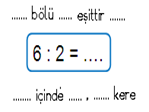 ...... bölü ...... eşittir ......
6 : 2 = ....
....... içinde ...... , ...... kere